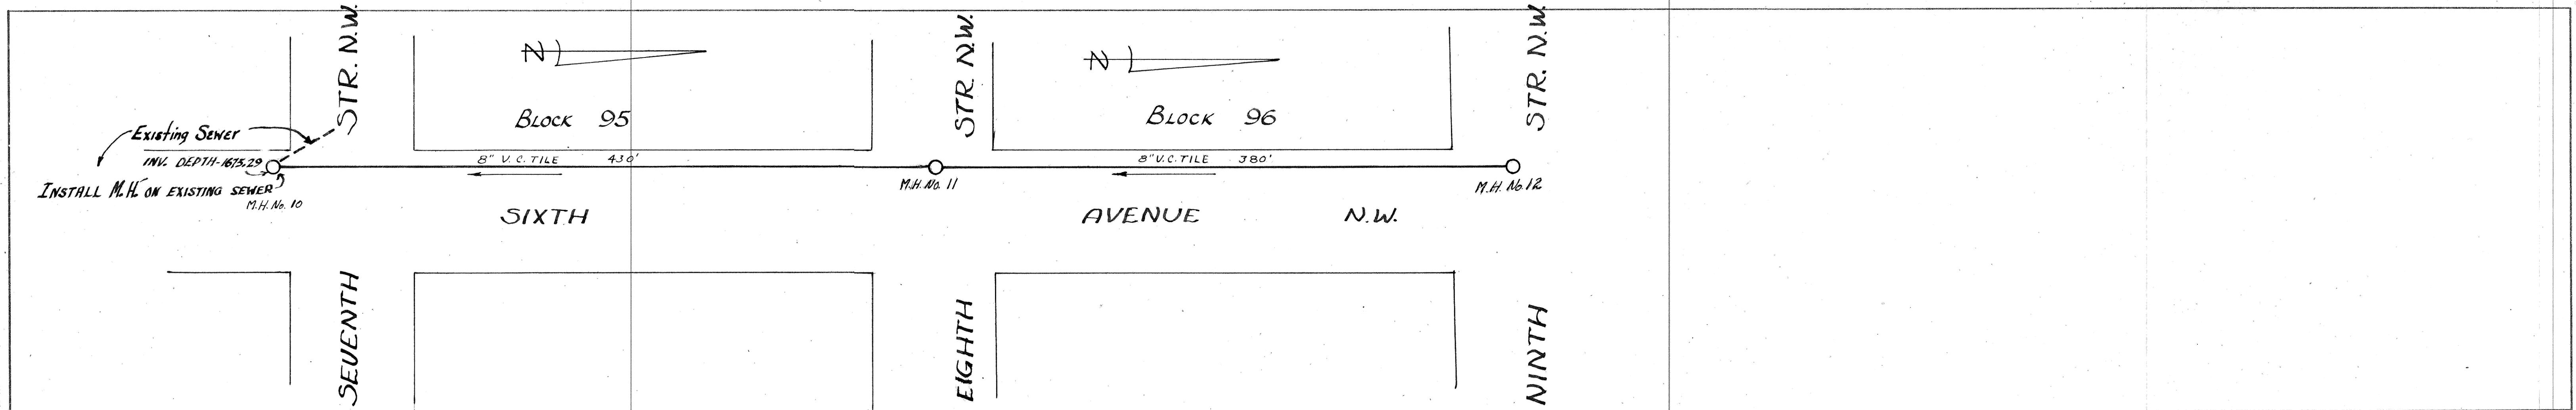 STR. N.W.
STR. N.W.
STR. N.W.
N
N
BLOCK 95
BLOCK 96
Existing SEWER
INV. DEPTH-1675.29
8" V.C. TILE 430'
8" V.C. TILE 380'
INSTALL M.H. ON EXISTING SEWER
M.H. No. 10
M.H. No. 11
M.H. No. 12
SIXTH AVENUE N.W.
SEVENTH
EIGHTH
NINTH